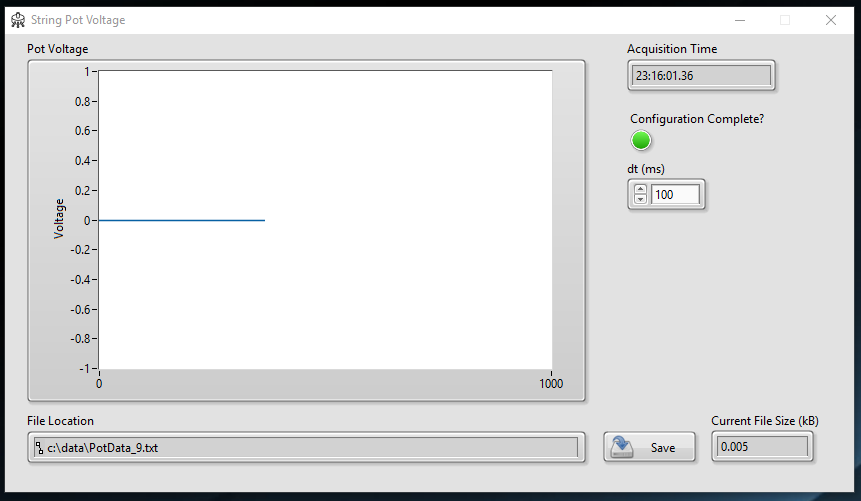 String Pot Voltage
Pot Voltage
Voltage
1
0.8
0.6
0.4
0.2
0
-0.2
-0.4
-0.6
-0.8
-1
0
1000
Acquisition Time
23:16:01.36
Configuration Complete?
dt (ms)
100
File Location
c:\data\PotData_9.txt
Save
Current File Size (kB)
0.005